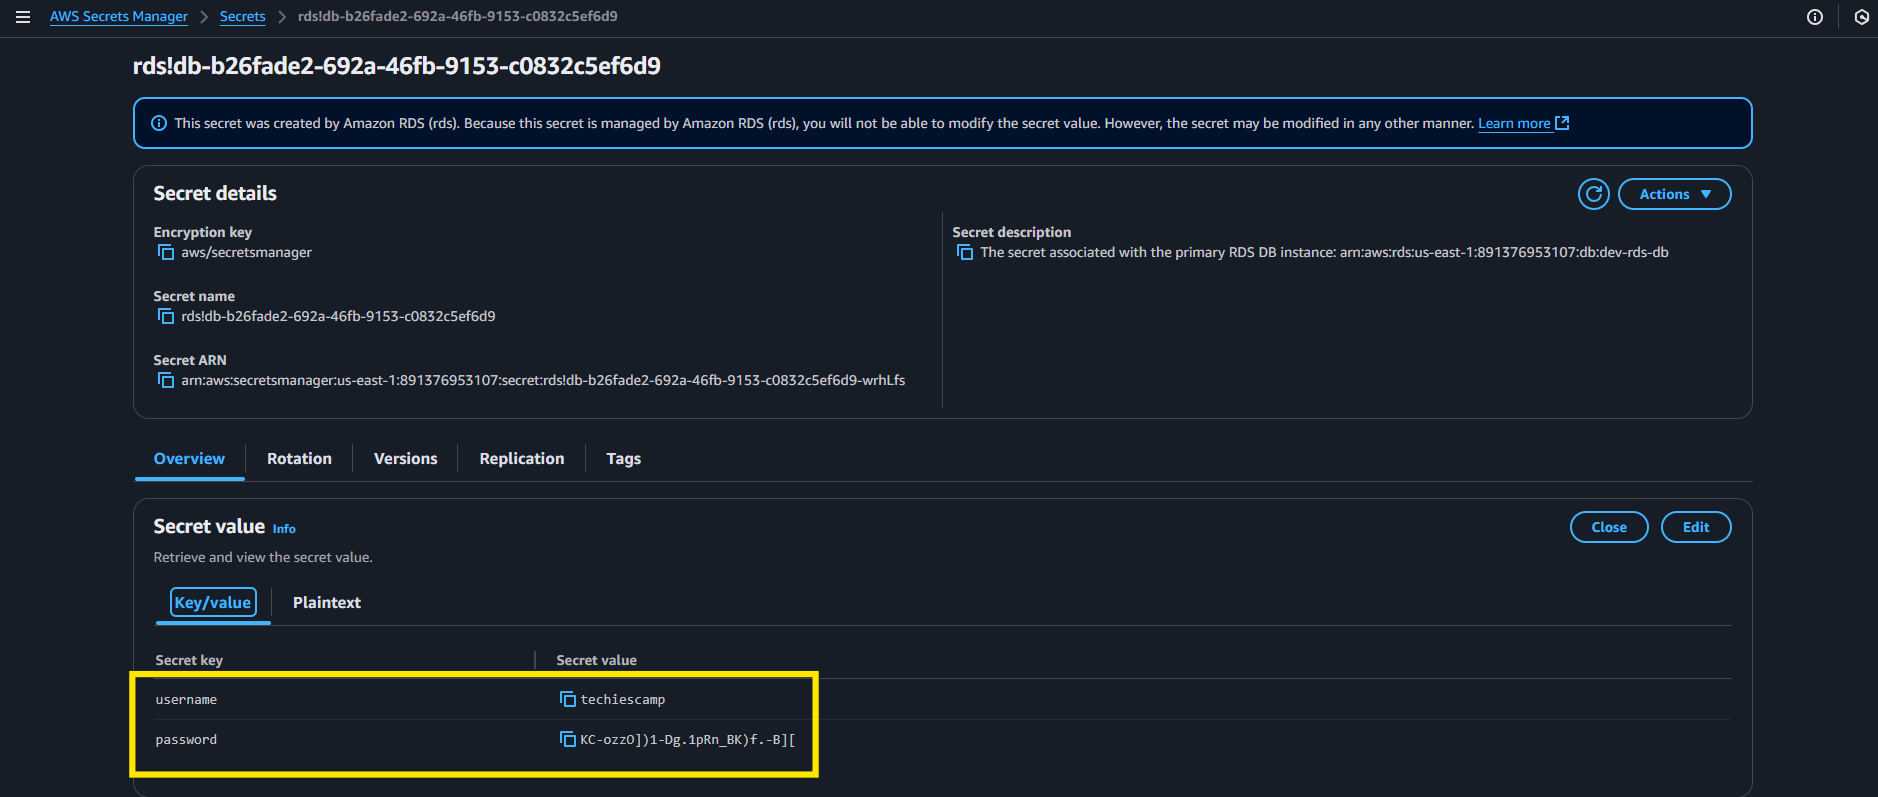 AWS Secrets Manager > Secrets > rds!db-b26fade2-692a-46fb-9153-c0832c5ef6d9
rds!db-b26fade2-692a-46fb-9153-c0832c5ef6d9
This secret was created by Amazon RDS (rds). Because this secret is managed by Amazon RDS (rds), you will not be able to modify the secret value. However, the secret may be modified in any other manner. Learn more
Secret details
Actions
Encryption key
aws/secretsmanager
Secret name
rds!db-b26fade2-692a-46fb-9153-c0832c5ef6d9
Secret ARN
arn:aws:secretsmanager:us-east-1:891376953107:secret:rds!db-b26fade2-692a-46fb-9153-c0832c5ef6d9-wrhLfs
Secret description
The secret associated with the primary RDS DB instance: arn:aws:rds:us-east-1:891376953107:db:dev-rds-db
Overview Rotation Versions Replication Tags
Secret value Info
Close Edit
Retrieve and view the secret value.
Key/value Plaintext
Secret key Secret value
username techiescamp
password KC-ozzO])1-Dg.1pRn_BK)f.-B][